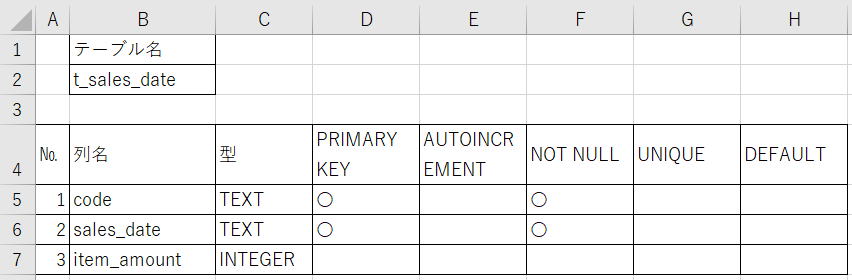 A B C D E F G H
1 テーブル名
2 t_sales_date
3
4 № 列名 型 PRIMARY KEY AUTOINCREMENT NOT NULL UNIQUE DEFAULT
5 1 code TEXT 〇 〇
6 2 sales_date TEXT 〇 〇
7 3 item_amount INTEGER